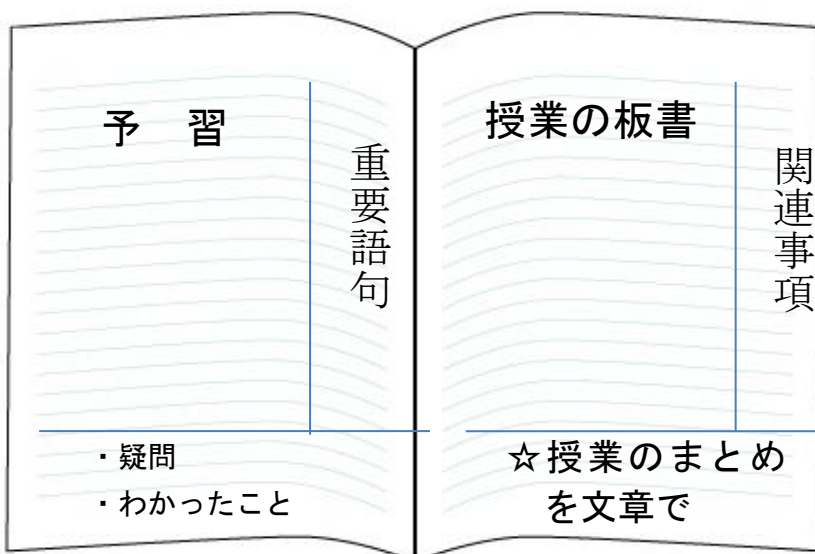 予 習
重要語句
・疑問
・わかったこと
授業の板書
関連事項
☆授業のまとめ
を文章で